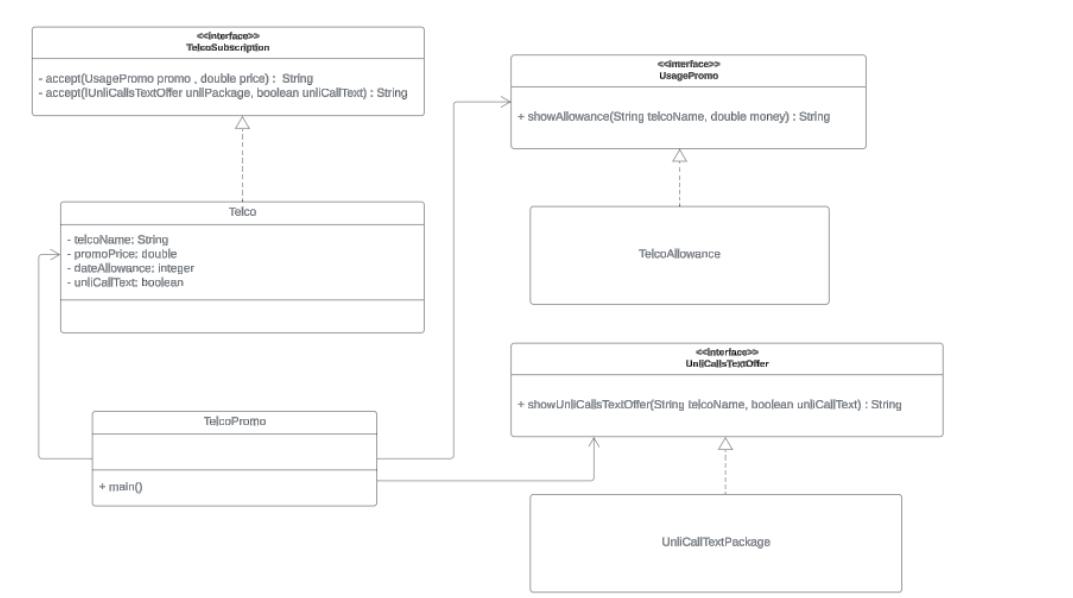 <<interface>>
TelcoSubscription
- accept(UsagePromo promo , double price) : String
- accept(IUnliCallsTextOffer unliPackage, boolean unliCallText) : String
<<interface>>
UsagePromo
+ showAllowance(String telcoName, double money) : String
Telco
- telcoName: String
- promoPrice: double
- dateAllowance: integer
- unliCallText: boolean
TelcoAllowance
<<interface>>
UnliCallsTextOffer
+ showUnliCallsTextOffer(String telcoName, boolean unliCallText) : String
TelcoPromo
+ main()
UnliCallTextPackage